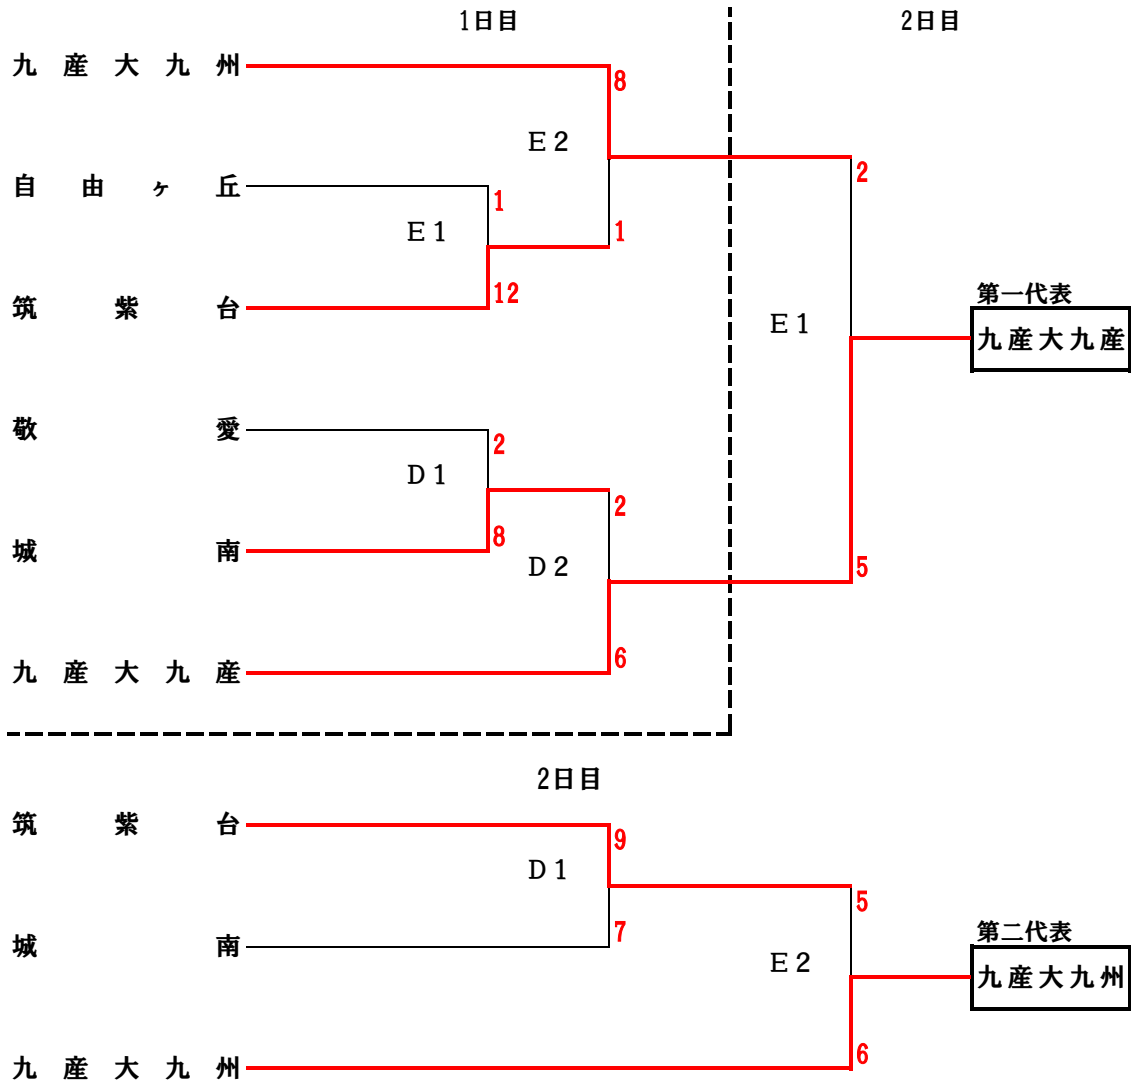 1日目 2日目
九産大九州
8
E2
自由ヶ丘
1
2
E1
1
筑紫台
12
第一代表
E1
九産大九産
敬愛
2
D1
2
城南
8
D2
5
九産大九産
6
2日目
筑紫台
9
D1
5
城南
7
第二代表
E2
九産大九州
九産大九州
6